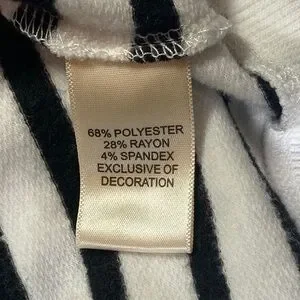 68% POLYESTER
28% RAYON
4% SPANDEX
EXCLUSIVE OF
DECORATION